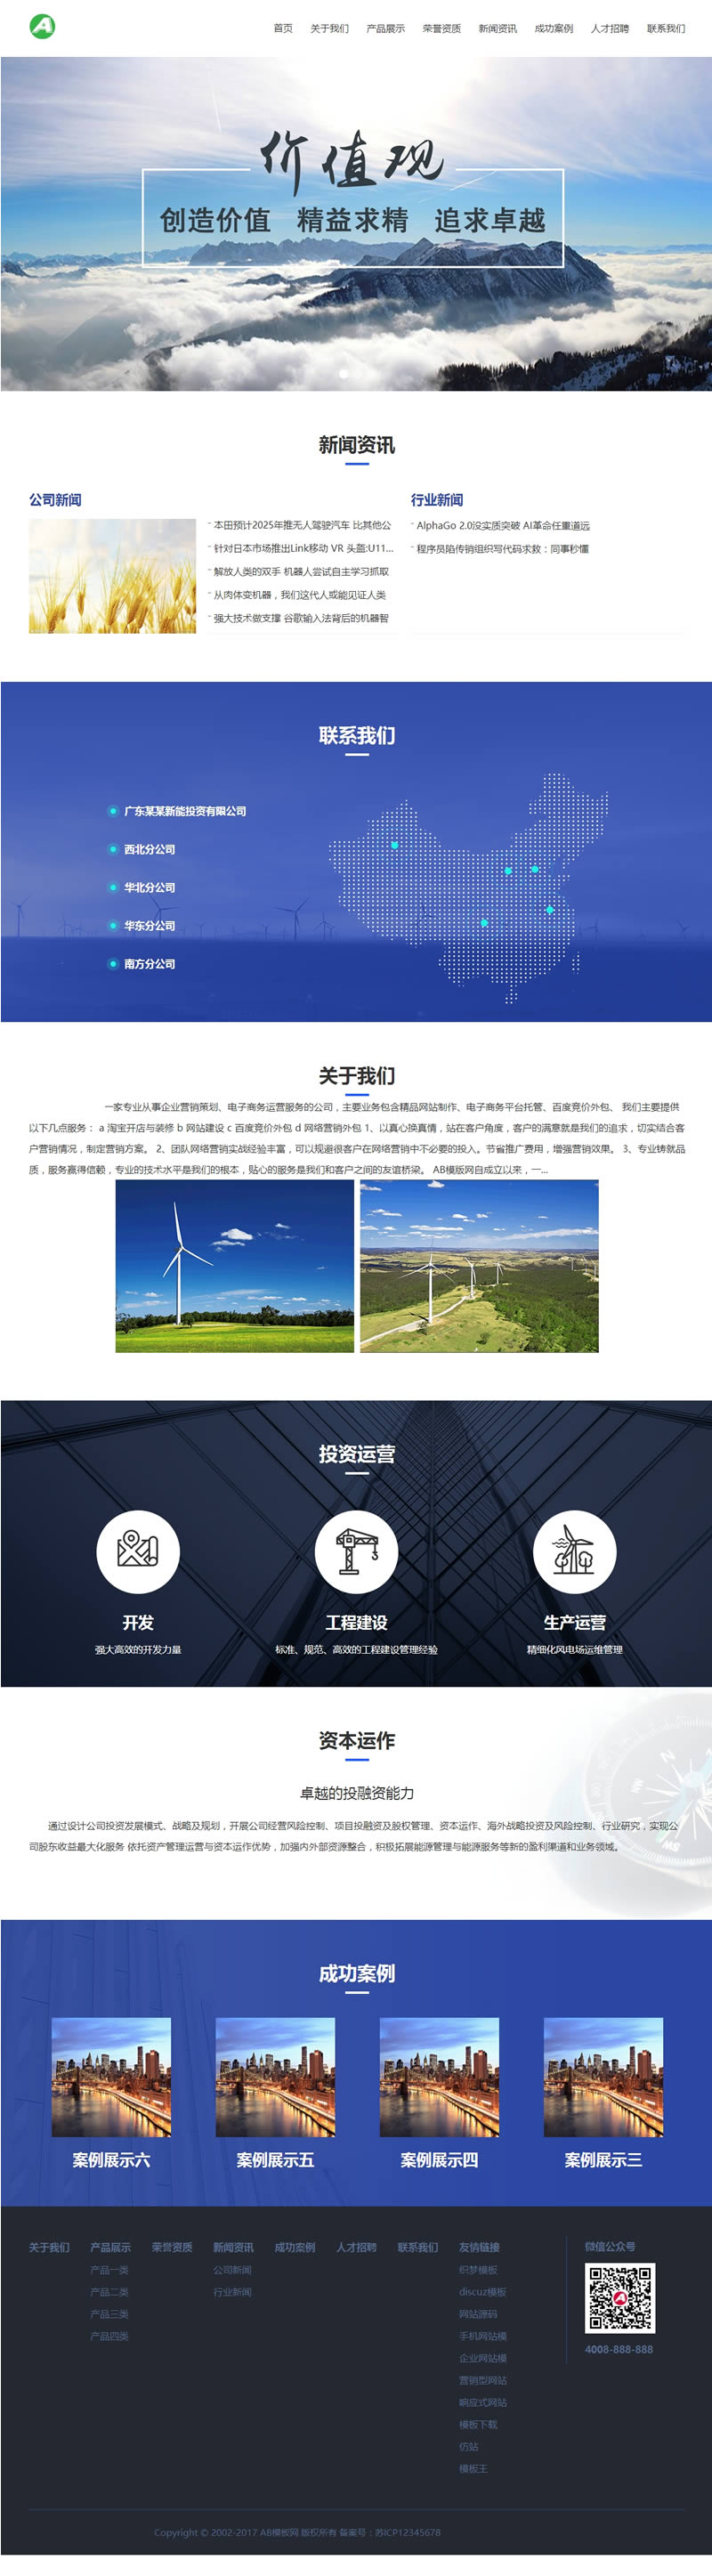 A
首页 关于我们 产品展示 荣誉资质 新闻资讯 成功案例 人才招聘 联系我们
价值观
创造价值 精益求精 追求卓越
新闻资讯
公司新闻
本田预计2025年推无人驾驶汽车 比其他公
针对日本市场推出Link移动 VR 头盔:U11...
解放人类的双手 机器人尝试自主学习抓取
从肉体变机器，我们这代人或能见证人类
强大技术做支撑 谷歌输入法背后的机器智
行业新闻
AlphaGo 2.0没实质突破 AI革命任重道远
程序员陷传销组织写代码求救：同事秒懂
联系我们
广东某某新能投资有限公司
西北分公司
华北分公司
华东分公司
南方分公司
关于我们
一家专业从事企业营销策划、电子商务运营服务的公司，主要业务包含精品网站制作、电子商务平台托管、百度竞价外包、 我们主要提供
以下几点服务： a 淘宝开店与装修 b 网站建设 c 百度竞价外包 d 网络营销外包 1、以真心换真情，站在客户角度，客户的满意就是我们的追求，切实结合客
户营销情况，制定营销方案。 2、团队网络营销实战经验丰富，可以规避很客户在网络营销中不必要的投入。节省推广费用，增强营销效果。 3、专业铸就品
质，服务赢得信赖，专业的技术水平是我们的根本，贴心的服务是我们和客户之间的友谊桥梁。 AB模版网自成立以来，一...
投资运营
开发
强大高效的开发力量
工程建设
标准、规范、高效的工程建设管理经验
生产运营
精细化风电场运维管理
资本运作
卓越的投融资能力
通过设计公司投资发展模式、战略及规划，开展公司经营风险控制、项目投融资及股权管理、资本运作、海外战略投资及风险控制、行业研究，实现公
司股东收益最大化服务 依托资产管理运营与资本运作优势，加强内外部资源整合，积极拓展能源管理与能源服务等新的盈利渠道和业务领域。
成功案例
案例展示六 案例展示五 案例展示四 案例展示三
关于我们
产品展示
产品一类
产品二类
产品三类
产品四类
荣誉资质
新闻资讯
公司新闻
行业新闻
成功案例
人才招聘
联系我们
友情链接
织梦模板
discuz模板
网站源码
手机网站模
企业网站模
营销型网站
响应式网站
模板下载
仿站
模板王
微信公众号
4008-888-888
Copyright © 2002-2017 AB模板网 版权所有 备案号：苏ICP12345678